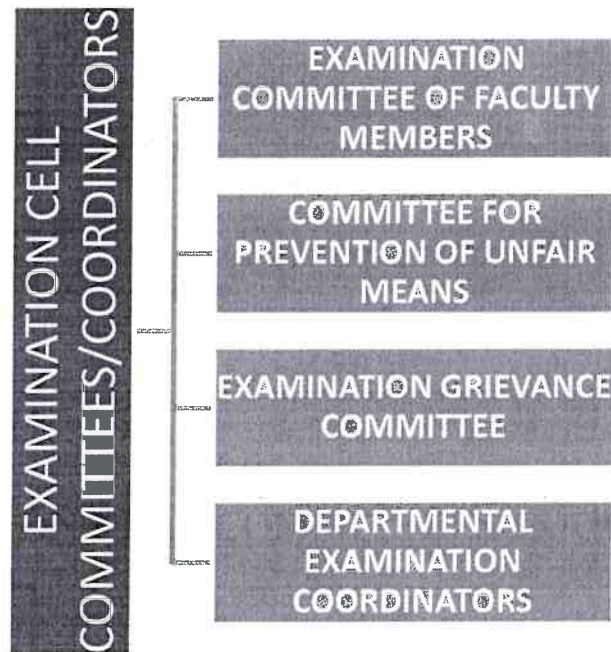 EXAMINATION CELL
COMMITTEES/COORDINATORS
EXAMINATION
COMMITTEE OF FACULTY
MEMBERS
COMMITTEE FOR
PREVENTION OF UNFAIR
MEANS
EXAMINATION GRIEVANCE
COMMITTEE
DEPARTMENTAL
EXAMINATION
COORDINATORS